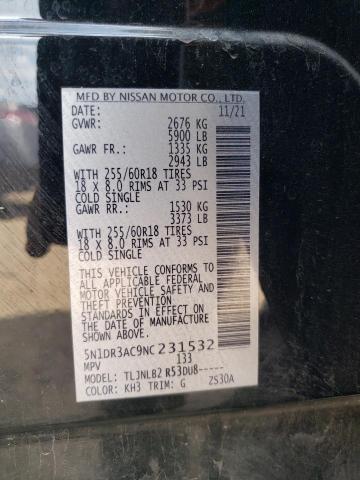 MFD BY NISSAN MOTOR CO., LTD.
DATE: 11/21
GVWR: 2676 KG
5900 LB
GAWR FR.: 1335 KG
2943 LB
WITH 255/60R18 TIRES
18 X 8.0 RIMS AT 33 PSI
COLD SINGLE
GAWR RR.: 1530 KG
3373 LB
WITH 255/60R18 TIRES
18 X 8.0 RIMS AT 33 PSI
COLD SINGLE
THIS VEHICLE CONFORMS TO
ALL APPLICABLE FEDERAL
MOTOR VEHICLE SAFETY AND
THEFT PREVENTION
STANDARDS IN EFFECT ON
THE DATE OF MANUFACTURE
SHOWN ABOVE.
5N1DR3AC9NC231532
MPV 133
MODEL: TLJNLB2 R53DU8-----
COLOR: KH3 TRIM: G ZS30A